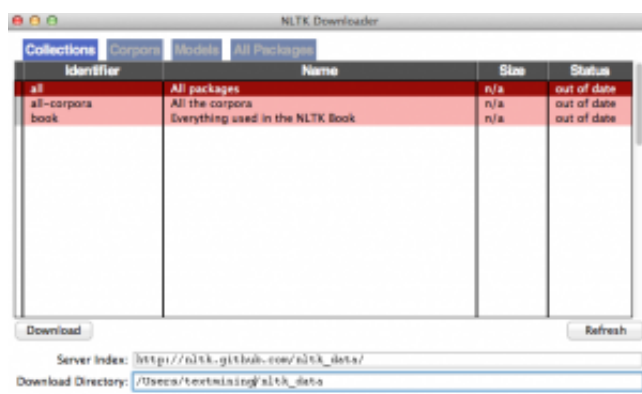 NLTK Downloader
Collections Corpora Models All Packages
Identifier Name Size Status
all All packages n/a out of date
all-corpora All the corpora n/a out of date
book Everything used in the NLTK Book n/a out of date
Download Refresh
Server Index: http://nltk.github.com/nltk_data/
Download Directory: /Users/textmining/nltk_data